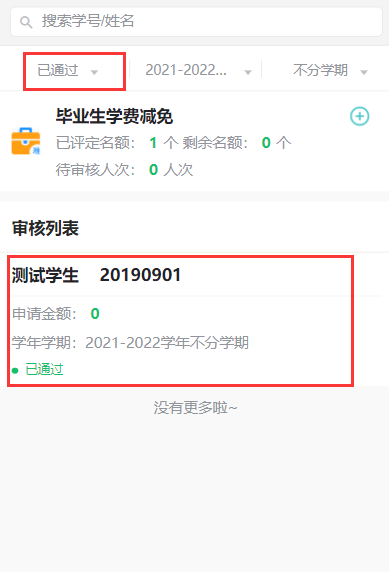 搜索学号/姓名
已通过 2021-2022... 不分学期
毕业生学费减免
已评定名额： 1 个 剩余名额： 0 个
待审核人次： 0 人次
审核列表
测试学生 20190901
申请金额： 0
学年学期： 2021-2022学年不分学期
已通过
没有更多啦~